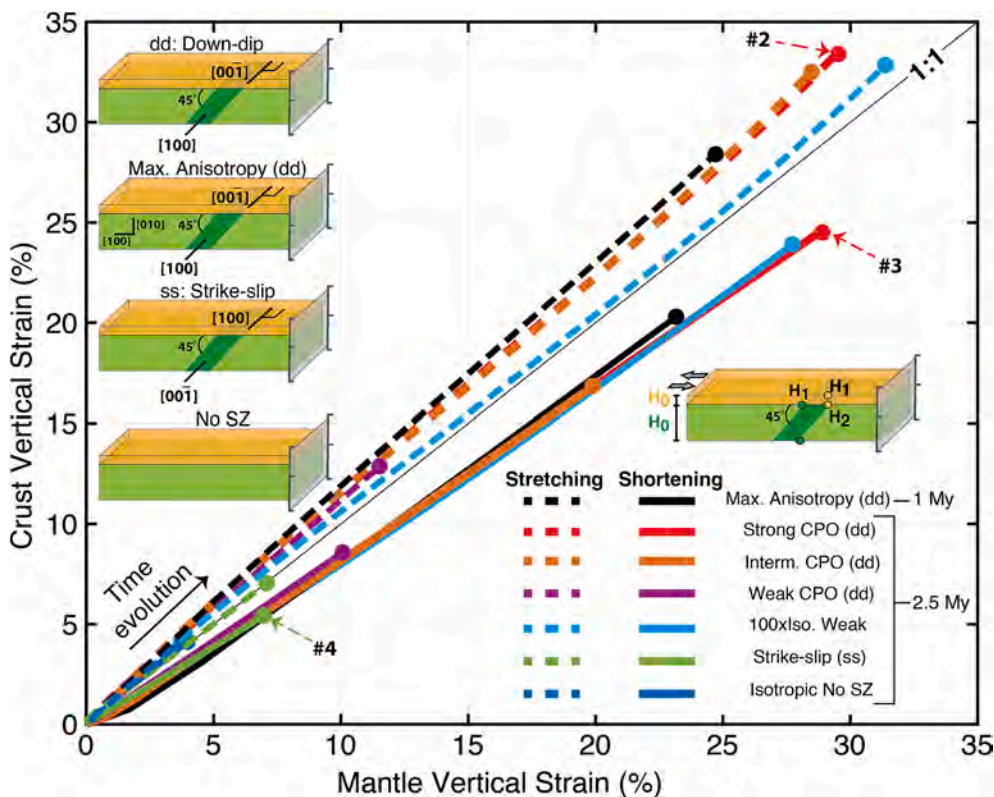 35
30
25
20
15
10
5
0
0
5
10
15
20
25
30
35
Crust Vertical Strain (%)
Mantle Vertical Strain (%)
dd: Down-dip
[001̄]
45°
[100]
Max. Anisotropy (dd)
[001̄]
[010]
[100]
45°
[100]
ss: Strike-slip
[100]
45°
[001̄]
No SZ
Time
evolution
#2
1:1
#3
#4
H₀
H₀
H₁
H₁
H₂
45°
Stretching Shortening
Max. Anisotropy (dd) 1 My
Strong CPO (dd)
Interm. CPO (dd)
Weak CPO (dd)
2.5 My
100xIso. Weak
Strike-slip (ss)
Isotropic No SZ